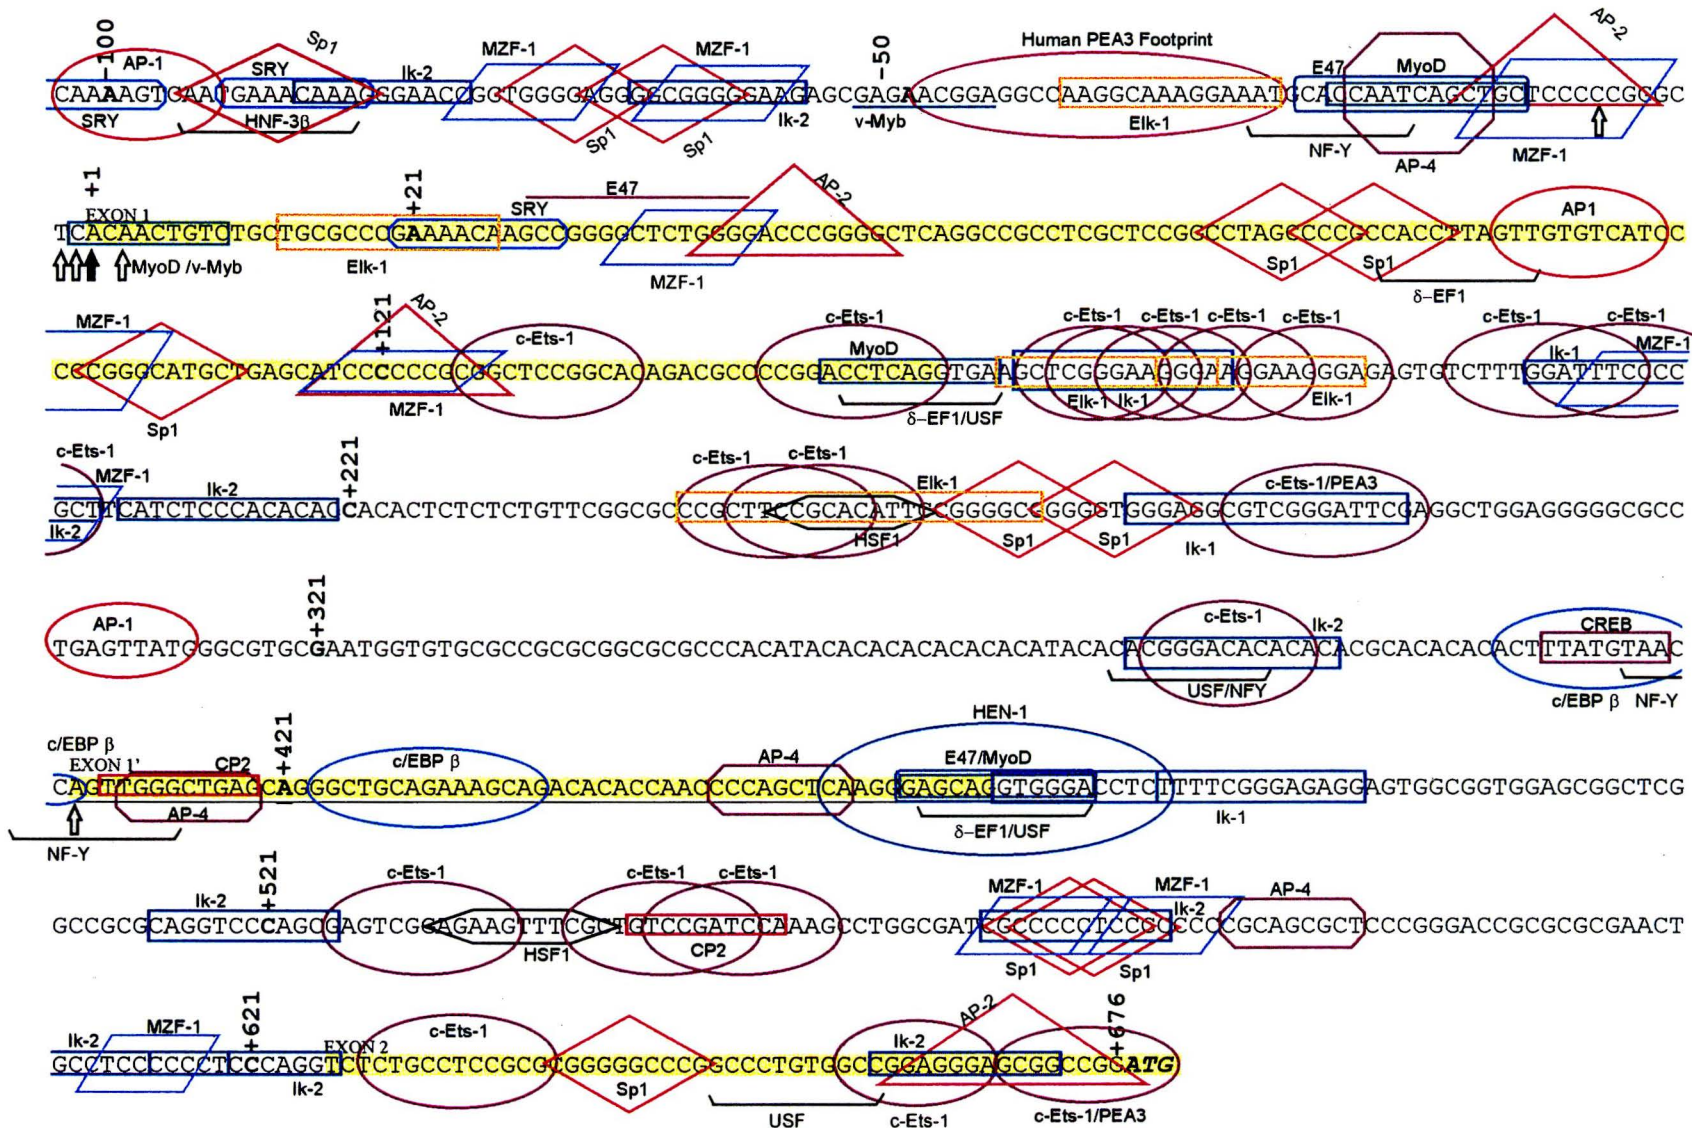 -100
-50
AP-1 Sp1 MZF-1 MZF-1 Human PEA3 Footprint AP-2
SRY Ik-2 E47 MyoD
CAAAAGTGAATGAAACAAAGGGAACCGGTGGGGAGGGGCGGGGGAAGAGCGAGAACGGAGGCCAAGGCAAAGGAAATGCAGCAATCAGCTGCTCCCCCGCGC
SRY HNF-3β Sp1 Sp1 Ik-2 v-Myb Elk-1 NF-Y AP-4 MZF-1
+1 +21
EXON 1 SRY E47 AP-2 AP1
TCACAACTGTCTGCTGCGCCCGAAAACAAGCCGGGGCTCTGGGGACCCGGGGCTCAGGCCGCCTCGCTCCGGCCTAGCCCCGCCACCTTAGTTGTGTCATCC
MyoD /v-Myb Elk-1 MZF-1 Sp1 Sp1 δ-EF1
+121
MZF-1 AP-2 c-Ets-1 c-Ets-1 c-Ets-1 c-Ets-1 c-Ets-1 c-Ets-1 c-Ets-1 c-Ets-1
MyoD Ik-1 MZF-1
CGCGGGCATGCTGAGCATCCCCCCCGCGGCTCCGGCACAGACGCCCCGGACCTCAGGTGAAGCTCGGGAAGGGAAGGAAGGGAGAGTGTCTTTGGATTTCCCC
Sp1 MZF-1 δ-EF1/USF Elk-1 Ik-1 Elk-1
+221
c-Ets-1 MZF-1 Ik-2 c-Ets-1 c-Ets-1 Elk-1 c-Ets-1/PEA3
GCTTCATCTCCCACACAGCACACTCTCTCTGTTCGGCGCCCGCTTCCGCACATTCGGGGCGGGGGTGGGAGGCGTCGGGATTCGAGGCTGGAGGGGGCGCC
Ik-2 HSF1 Sp1 Sp1 Ik-1
+321
AP-1 c-Ets-1 Ik-2 CREB
TGAGTTATGGGCGTGCGAATGGTGTGCGCCGCGCGGCGCGCCCACATACACACACACACACATACACACGGGACACACACACGCACACACACTTTATGTAAC
USF/NFY c/EBP β NF-Y
+421
c/EBP β EXON 1' CP2 c/EBP β AP-4 HEN-1
E47/MyoD
CAGTTGGGCTGAGCAGGGCTGCAGAAAGCAGACACACCAACCCCAGCTCAAGGGAGCAGGTGGGACCTCTTTTCGGGAGAGGAGTGGCGGTGGAGCGGCTCG
NF-Y AP-4 δ-EF1/USF Ik-1
+521
Ik-2 c-Ets-1 c-Ets-1 c-Ets-1 MZF-1 MZF-1 Ik-2 AP-4
GCCGCGCAGGTCCCCAGCGAGTCGGAGAAGTTTCGCTGTCCGATCCAAAGCCTGGCGATCGCCCCGTCCGCCCCCGCAGCGCTCCCGGGACCGCGCGCGAACT
HSF1 CP2 Sp1 Sp1
+621 +676
Ik-2 MZF-1 EXON 2 c-Ets-1 Ik-2 AP-2
GCCTCCCCCCTCCCAGGTCTCTGCCTCCGCGCGGGGGCCCGGCCCTGTGGCCGGAGGGAGCGGCCGGATG
Ik-2 Sp1 USF c-Ets-1 c-Ets-1/PEA3